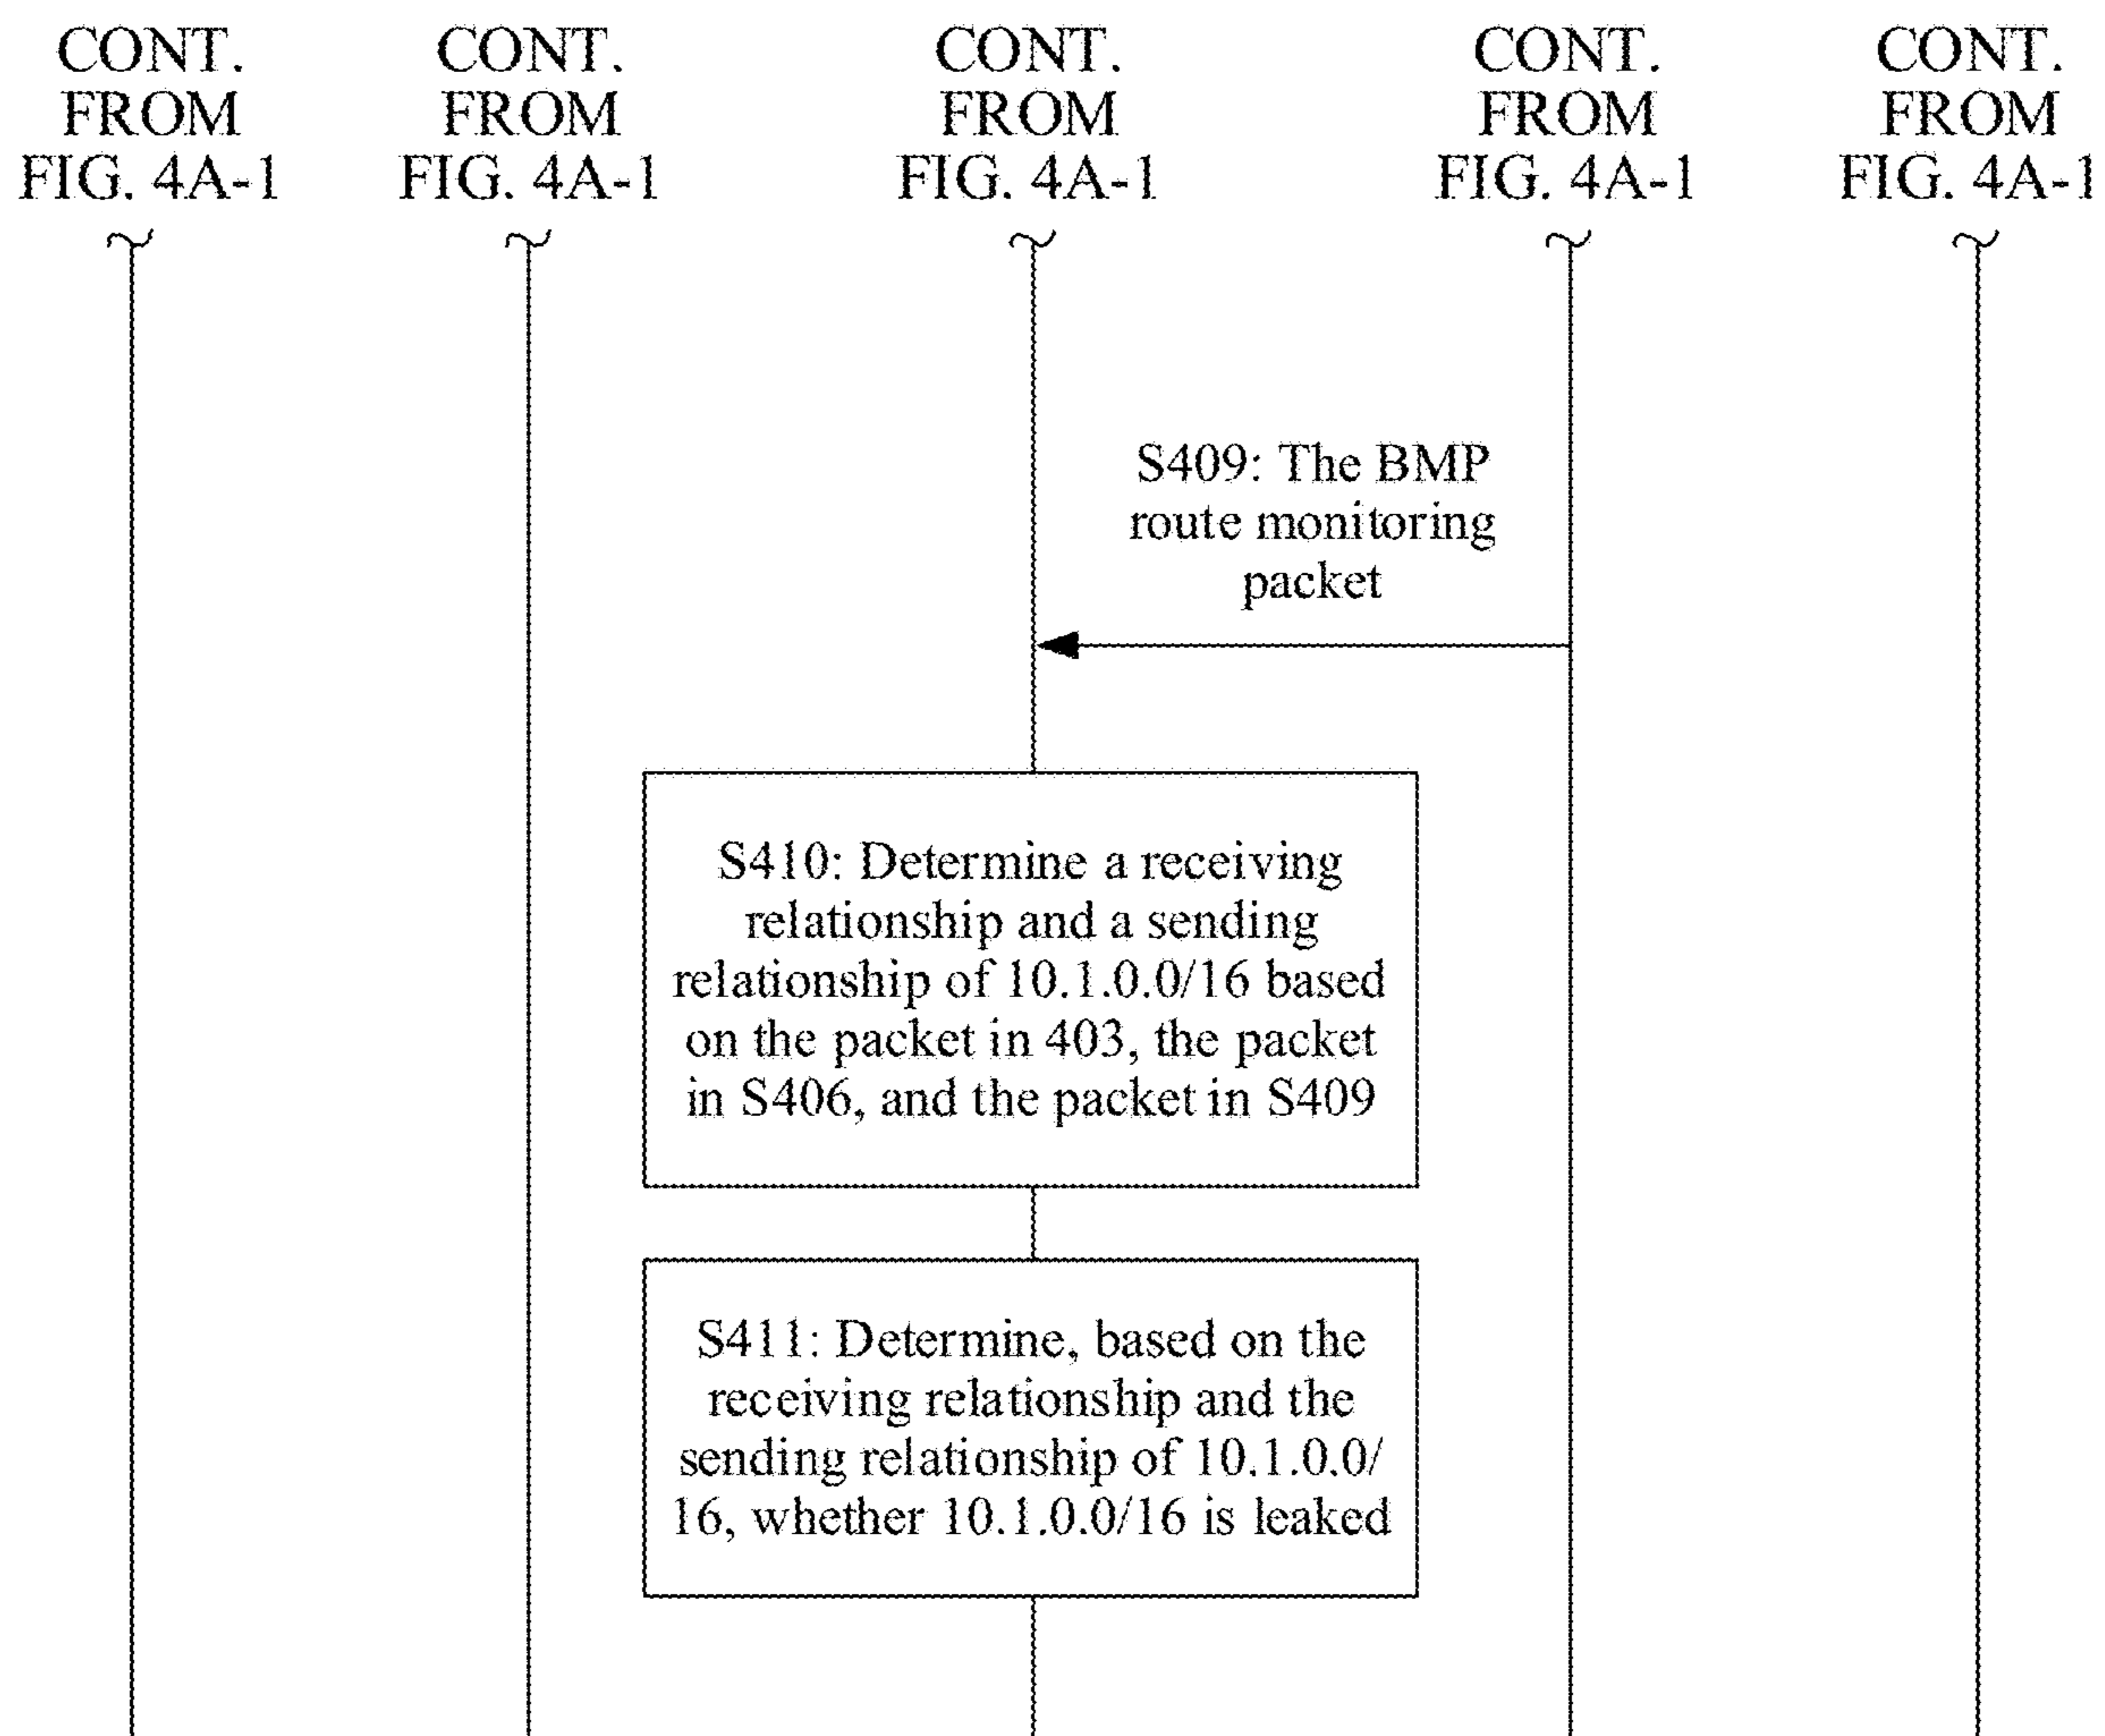 CONT.
FROM
FIG. 4A-1
CONT.
FROM
FIG. 4A-1
CONT.
FROM
FIG. 4A-1
CONT.
FROM
FIG. 4A-1
CONT.
FROM
FIG. 4A-1
S409: The BMP
route monitoring
packet
S410: Determine a receiving
relationship and a sending
relationship of 10.1.0.0/16 based
on the packet in 403, the packet
in S406, and the packet in S409
S411: Determine, based on the
receiving relationship and the
sending relationship of 10.1.0.0/
16, whether 10.1.0.0/16 is leaked